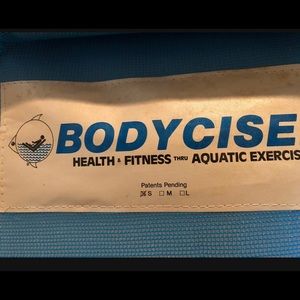 BODYCISE
HEALTH & FITNESS THRU AQUATIC EXERCIS
Patents Pending
☒S ☐M ☐L